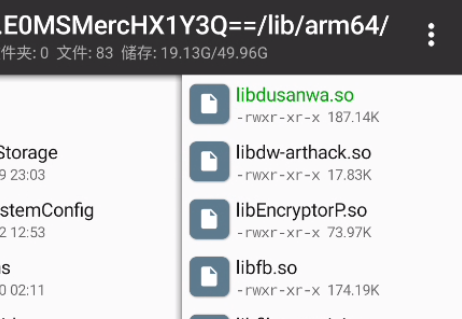 .E0MSMercHX1Y3Q==/lib/arm64/
件夹: 0 文件: 83 储存: 19.13G/49.96G
Storage
9 23:03
stemConfig
2 12:53
s
0 02:11
libdusanwa.so
-rwxr-xr-x 187.14K
libdw-arthack.so
-rwxr-xr-x 17.83K
libEncryptorP.so
-rwxr-xr-x 73.97K
libfb.so
-rwxr-xr-x 174.19K